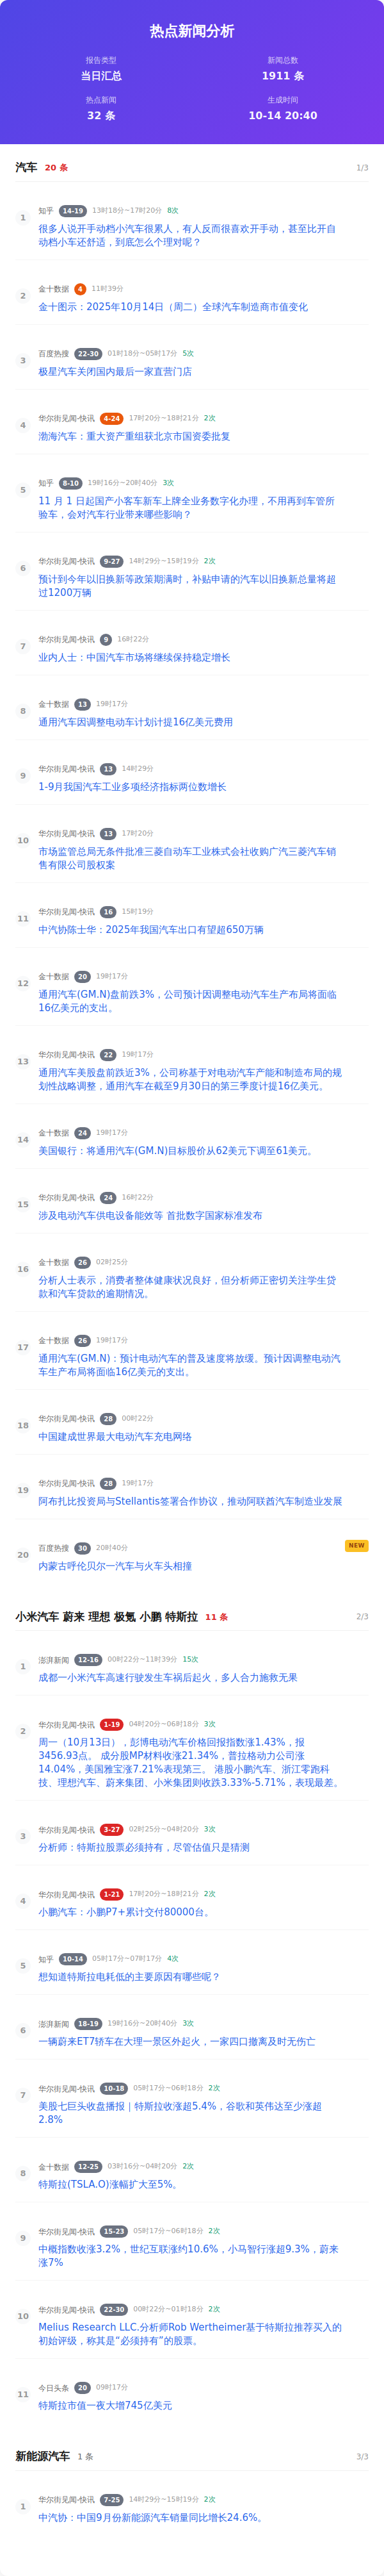 热点新闻分析
报告类型
当日汇总
新闻总数
1911 条
热点新闻
32 条
生成时间
10-14 20:40
汽车 20 条 1/3
1
知乎 14-19 13时18分~17时20分 8次
很多人说开手动档小汽车很累人，有人反而很喜欢开手动，甚至比开自
动档小车还舒适，到底怎么个理对呢？
2
金十数据 4 11时39分
金十图示：2025年10月14日（周二）全球汽车制造商市值变化
3
百度热搜 22-30 01时18分~05时17分 5次
极星汽车关闭国内最后一家直营门店
4
华尔街见闻-快讯 4-24 17时20分~18时21分 2次
渤海汽车：重大资产重组获北京市国资委批复
5
知乎 8-10 19时16分~20时40分 3次
11 月 1 日起国产小客车新车上牌全业务数字化办理，不用再到车管所
验车，会对汽车行业带来哪些影响？
6
华尔街见闻-快讯 9-27 14时29分~15时19分 2次
预计到今年以旧换新等政策期满时，补贴申请的汽车以旧换新总量将超
过1200万辆
7
华尔街见闻-快讯 9 16时22分
业内人士：中国汽车市场将继续保持稳定增长
8
金十数据 13 19时17分
通用汽车因调整电动车计划计提16亿美元费用
9
华尔街见闻-快讯 13 14时29分
1-9月我国汽车工业多项经济指标两位数增长
10
华尔街见闻-快讯 13 17时20分
市场监管总局无条件批准三菱自动车工业株式会社收购广汽三菱汽车销
售有限公司股权案
11
华尔街见闻-快讯 16 15时19分
中汽协陈士华：2025年我国汽车出口有望超650万辆
12
金十数据 20 19时17分
通用汽车(GM.N)盘前跌3%，公司预计因调整电动汽车生产布局将面临
16亿美元的支出。
13
华尔街见闻-快讯 22 19时17分
通用汽车美股盘前跌近3%，公司称基于对电动汽车产能和制造布局的规
划性战略调整，通用汽车在截至9月30日的第三季度计提16亿美元。
14
金十数据 24 19时17分
美国银行：将通用汽车(GM.N)目标股价从62美元下调至61美元。
15
华尔街见闻-快讯 24 16时22分
涉及电动汽车供电设备能效等 首批数字国家标准发布
16
金十数据 26 02时25分
分析人士表示，消费者整体健康状况良好，但分析师正密切关注学生贷
款和汽车贷款的逾期情况。
17
金十数据 26 19时17分
通用汽车(GM.N)：预计电动汽车的普及速度将放缓。预计因调整电动汽
车生产布局将面临16亿美元的支出。
18
华尔街见闻-快讯 28 00时22分
中国建成世界最大电动汽车充电网络
19
华尔街见闻-快讯 28 19时17分
阿布扎比投资局与Stellantis签署合作协议，推动阿联酋汽车制造业发展
20
百度热搜 30 20时40分 NEW
内蒙古呼伦贝尔一汽车与火车头相撞
小米汽车 蔚来 理想 极氪 小鹏 特斯拉 11 条 2/3
1
澎湃新闻 12-16 00时22分~11时39分 15次
成都一小米汽车高速行驶发生车祸后起火，多人合力施救无果
2
华尔街见闻-快讯 1-19 04时20分~06时18分 3次
周一（10月13日），彭博电动汽车价格回报指数涨1.43%，报
3456.93点。 成分股MP材料收涨21.34%，普拉格动力公司涨
14.04%，美国雅宝涨7.21%表现第三。 港股小鹏汽车、浙江零跑科
技、理想汽车、蔚来集团、小米集团则收跌3.33%-5.71%，表现最差。
3
华尔街见闻-快讯 3-27 02时25分~04时20分 3次
分析师：特斯拉股票必须持有，尽管估值只是猜测
4
华尔街见闻-快讯 1-21 17时20分~18时21分 2次
小鹏汽车：小鹏P7+累计交付80000台。
5
知乎 10-14 05时17分~07时17分 4次
想知道特斯拉电耗低的主要原因有哪些呢?
6
澎湃新闻 18-19 19时16分~20时40分 3次
一辆蔚来ET7轿车在大理一景区外起火，一家四口撤离及时无伤亡
7
华尔街见闻-快讯 10-18 05时17分~06时18分 2次
美股七巨头收盘播报｜特斯拉收涨超5.4%，谷歌和英伟达至少涨超
2.8%
8
金十数据 12-25 03时16分~04时20分 2次
特斯拉(TSLA.O)涨幅扩大至5%。
9
华尔街见闻-快讯 15-23 05时17分~06时18分 2次
中概指数收涨3.2%，世纪互联涨约10.6%，小马智行涨超9.3%，蔚来
涨7%
10
华尔街见闻-快讯 22-30 00时22分~01时18分 2次
Melius Research LLC.分析师Rob Wertheimer基于特斯拉推荐买入的
初始评级，称其是“必须持有”的股票。
11
今日头条 20 09时17分
特斯拉市值一夜大增745亿美元
新能源汽车 1 条 3/3
1
华尔街见闻-快讯 7-25 14时29分~15时19分 2次
中汽协：中国9月份新能源汽车销量同比增长24.6%。